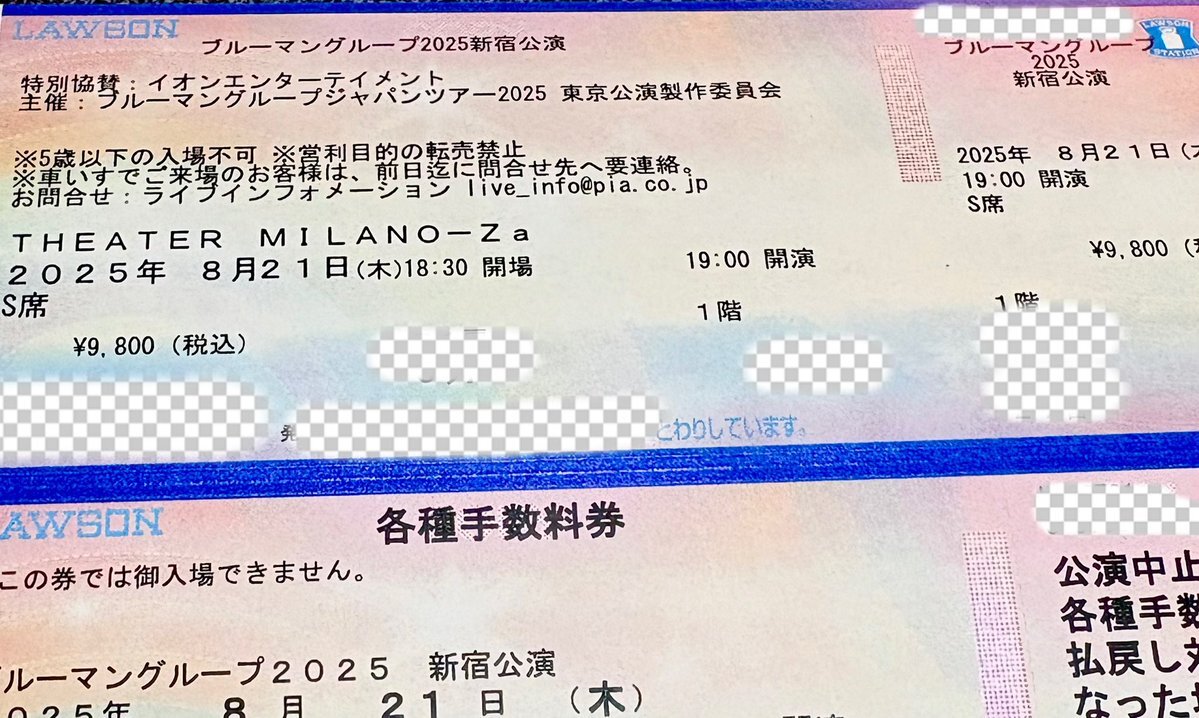 LAWSON
ブルーマングループ2025新宿公演
特別協賛：イオンエンターテイメント
主催：ブルーマングループジャパンツアー2025 東京公演製作委員会
※5歳以下の入場不可 ※営利目的の転売禁止
※車いすでご来場のお客様は、前日迄に問合せ先へ要連絡。
お問合せ：ライブインフォメーション live_info@pia.co.jp
ＴＨＥＡＴＥＲ　ＭＩＬＡＮＯ－Ｚａ
２０２５年　８月２１日(木)18:30 開場　19:00 開演
S席　1階
¥9,800 (税込)
とわりしています。
LAWSON STATION
ブルーマングループ
2025
新宿公演
2025年　８月２１日
19:00 開演
S席
¥9,800
1階
LAWSON
各種手数料券
この券では御入場できません。
ブルーマングループ２０２５　新宿公演
２０２５年　８月　２１日　（木）
公演中止
各種手数
払戻し対
なった